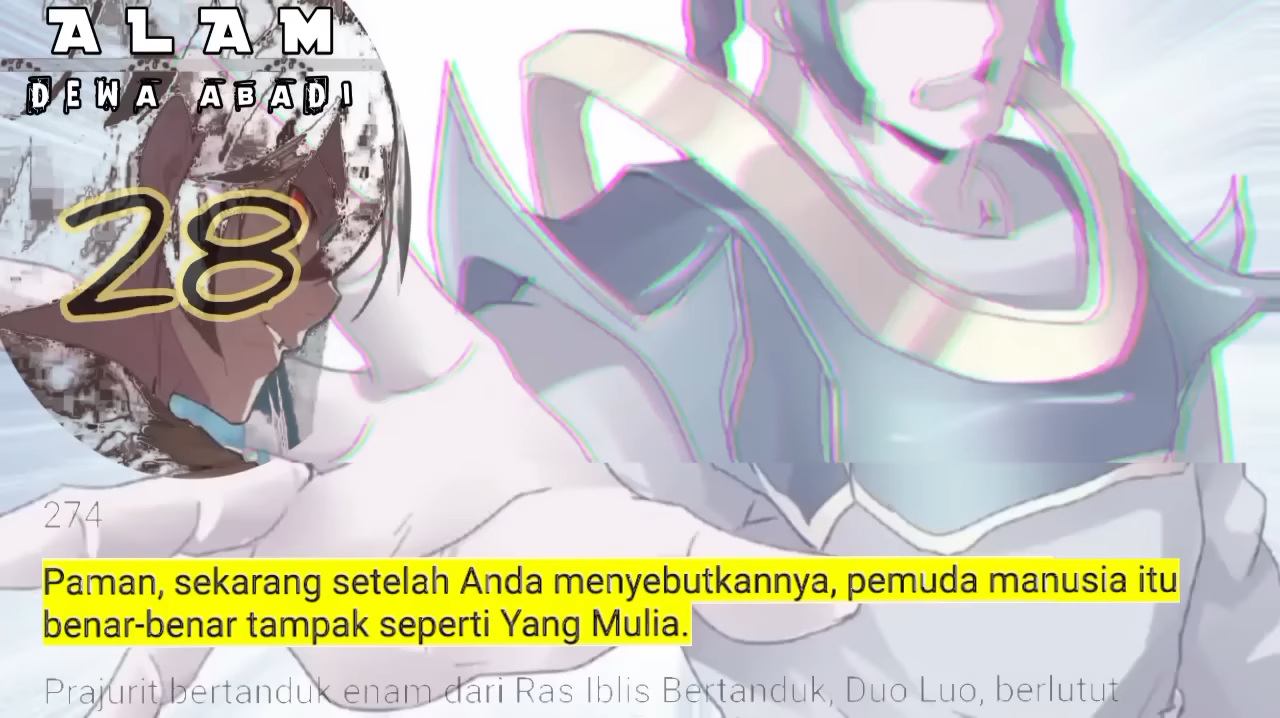 ALAM
DEWA ABADI
28
274
Paman, sekarang setelah Anda menyebutkannya, pemuda manusia itu
benar-benar tampak seperti Yang Mulia.
Prajurit bertanduk enam dari Ras Iblis Bertanduk, Duo Luo, berlutut